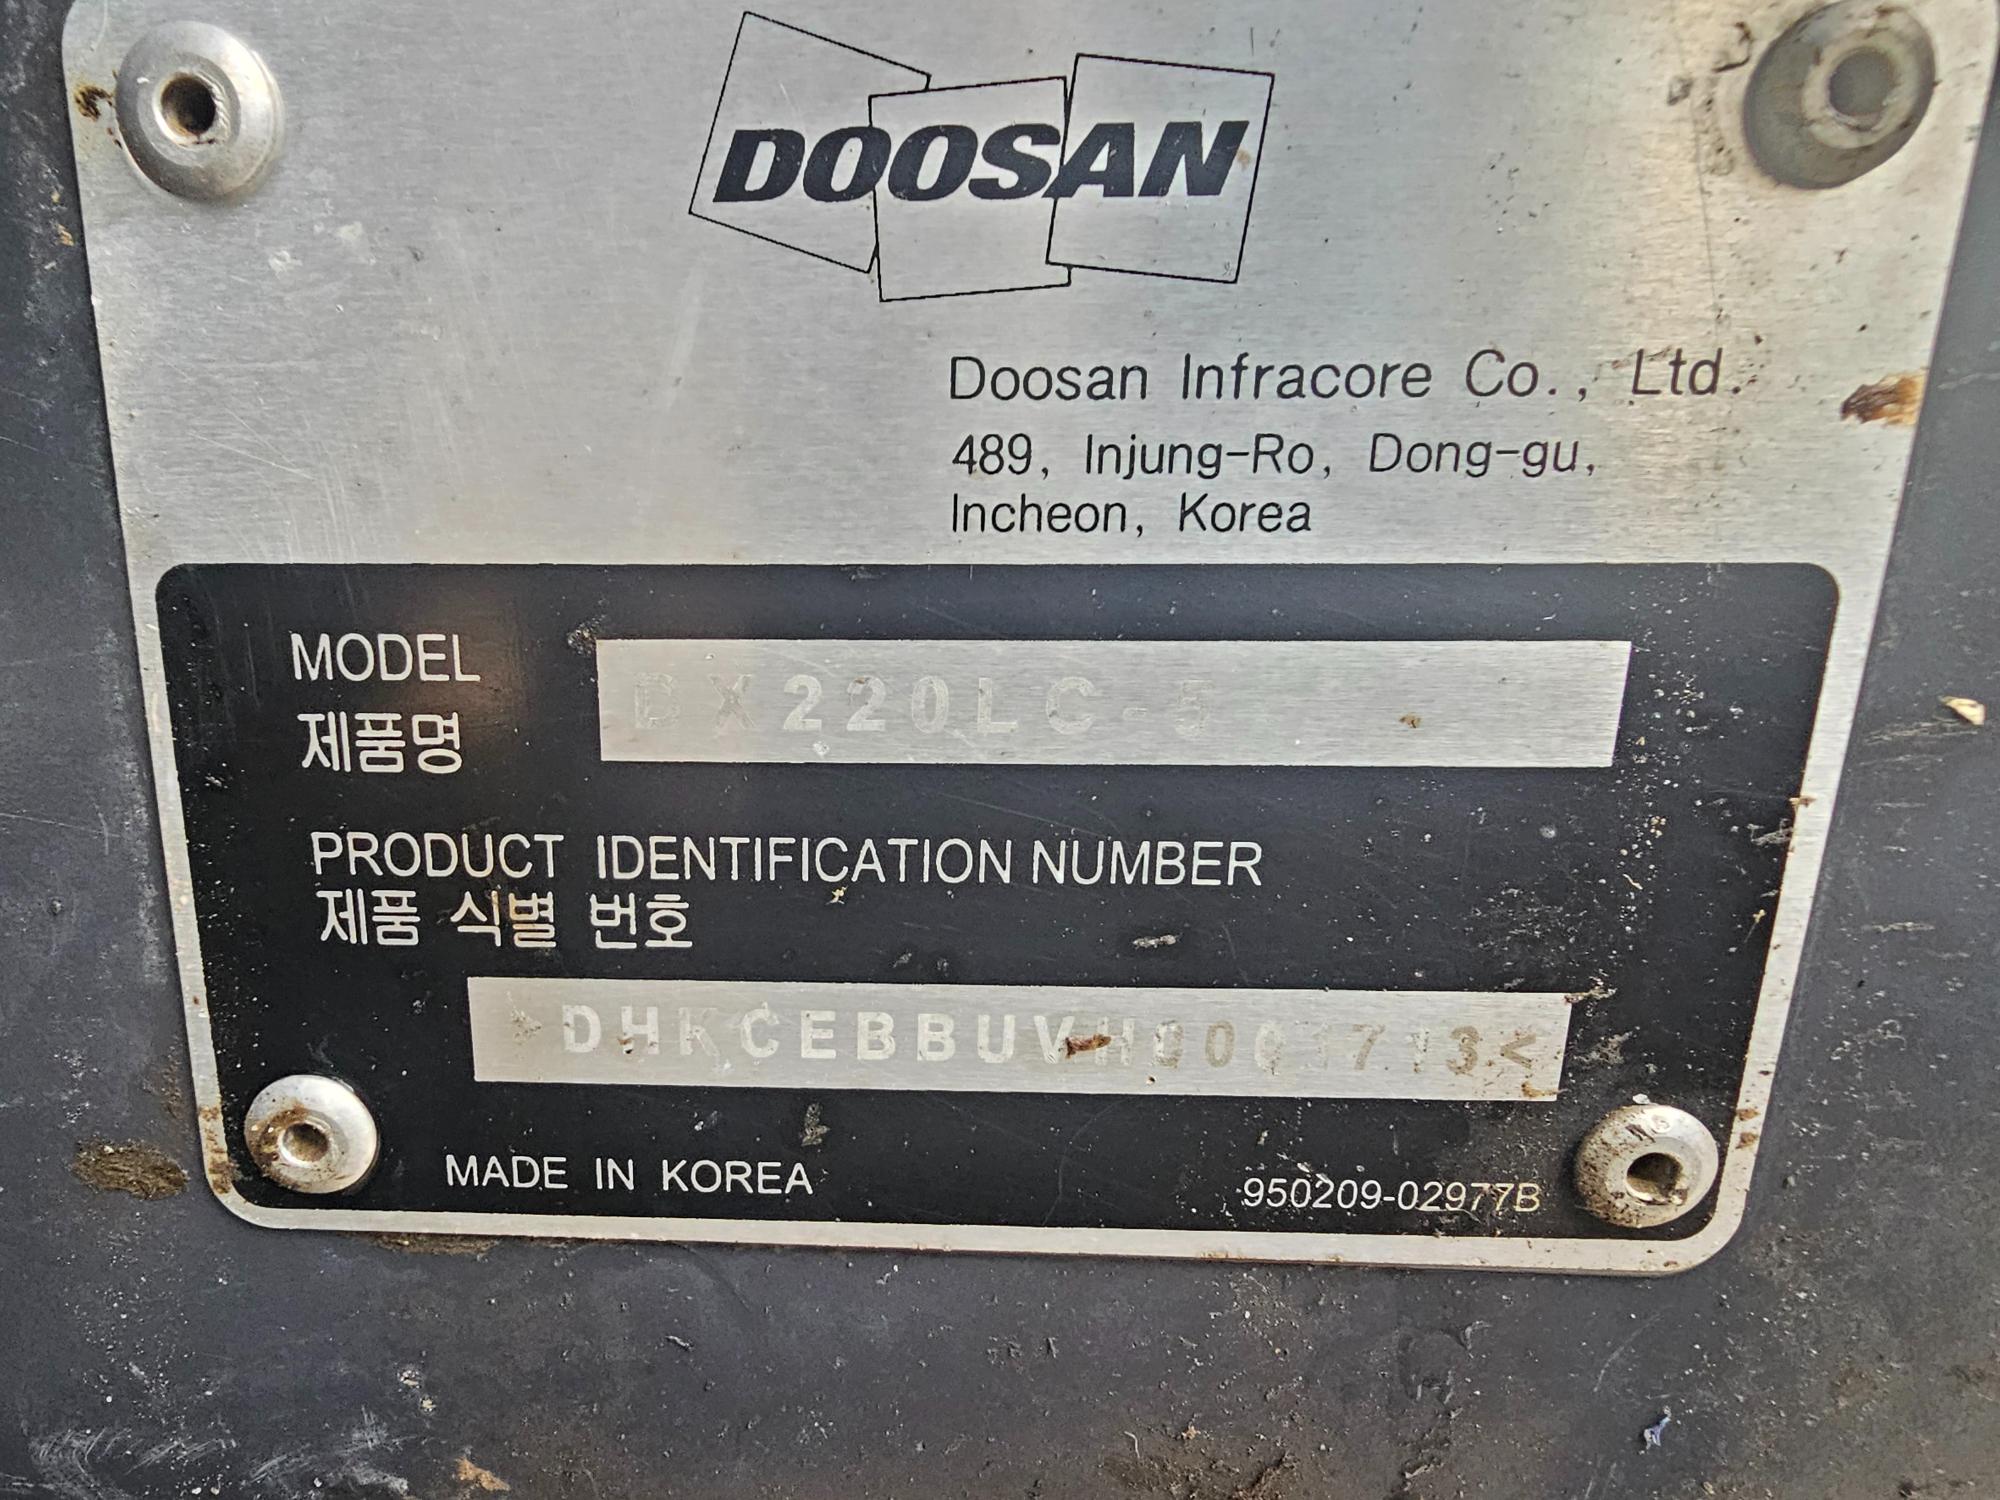 DOOSAN
Doosan Infracore Co., Ltd.
489, Injung-Ro, Dong-gu,
Incheon, Korea
MODEL
제품명
DX220LC-5
PRODUCT IDENTIFICATION NUMBER
제품 식별 번호
MADE IN KOREA
950209-02977B